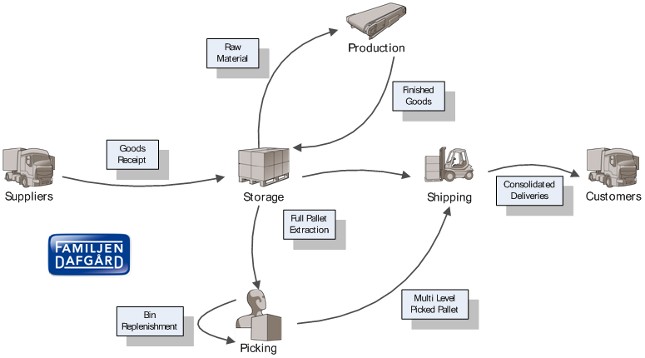 Production
Raw
Material
Finished
Goods
Goods
Receipt
Suppliers
Storage
Shipping
Consolidated
Deliveries
Customers
Full Pallet
Extraction
FAMILJEN
DAFGÅRD
Bin
Replenishment
Multi Level
Picked Pallet
Picking